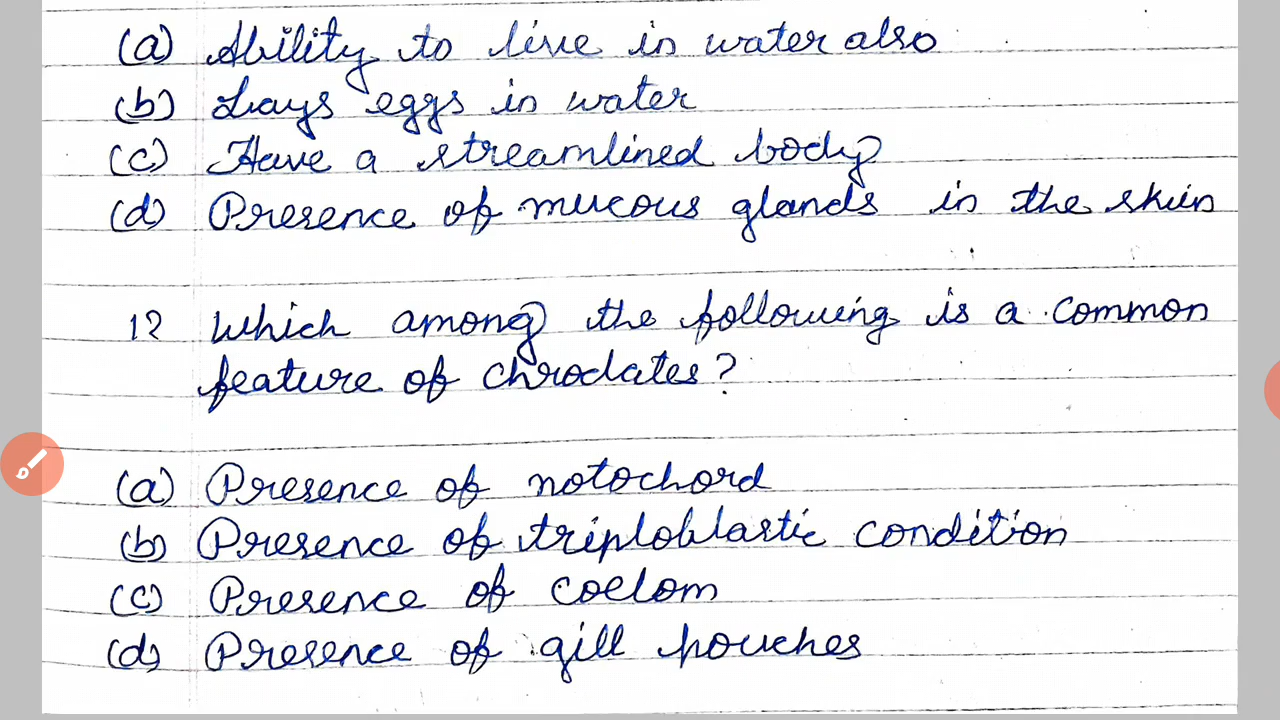 (a) Ability to live in water also
(b) Lays eggs in water
(c) Have a streamlined body
(d) Presence of mucous glands in the skin
12 Which among the following is a common
feature of chrodates?
(a) Presence of notochord
(b) Presence of triploblastic condition
(c) Presence of coelom
(d) Presence of gill pouches